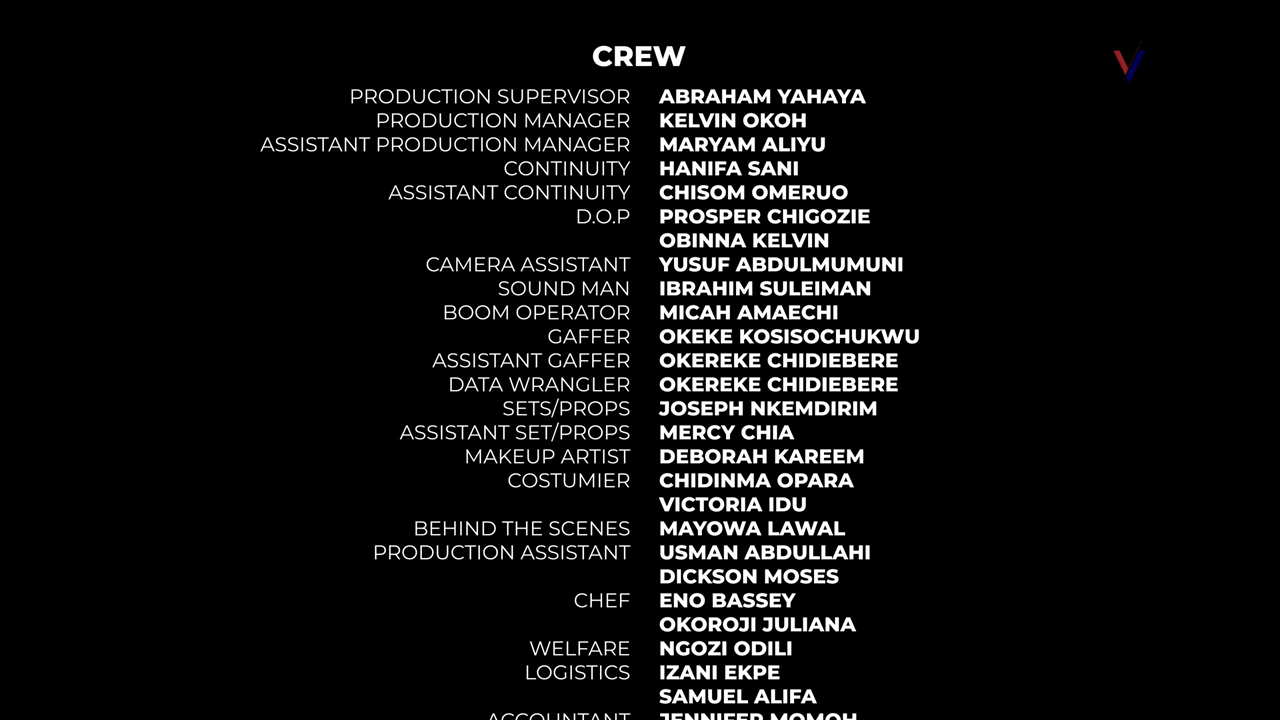 CREW
PRODUCTION SUPERVISOR ABRAHAM YAHAYA
PRODUCTION MANAGER KELVIN OKOH
ASSISTANT PRODUCTION MANAGER MARYAM ALIYU
CONTINUITY HANIFA SANI
ASSISTANT CONTINUITY CHISOM OMERUO
D.O.P PROSPER CHIGOZIE
OBINNA KELVIN
CAMERA ASSISTANT YUSUF ABDULMUMUNI
SOUND MAN IBRAHIM SULEIMAN
BOOM OPERATOR MICAH AMAECHI
GAFFER OKEKE KOSISOCHUKWU
ASSISTANT GAFFER OKEREKE CHIDIEBERE
DATA WRANGLER OKEREKE CHIDIEBERE
SETS/PROPS JOSEPH NKEMDIRIM
ASSISTANT SET/PROPS MERCY CHIA
MAKEUP ARTIST DEBORAH KAREEM
COSTUMIER CHIDINMA OPARA
VICTORIA IDU
BEHIND THE SCENES MAYOWA LAWAL
PRODUCTION ASSISTANT USMAN ABDULLAHI
DICKSON MOSES
CHEF ENO BASSEY
OKOROJI JULIANA
WELFARE NGOZI ODILI
LOGISTICS IZANI EKPE
SAMUEL ALIFA
ACCOUNTANT JENNIFER MOMOH